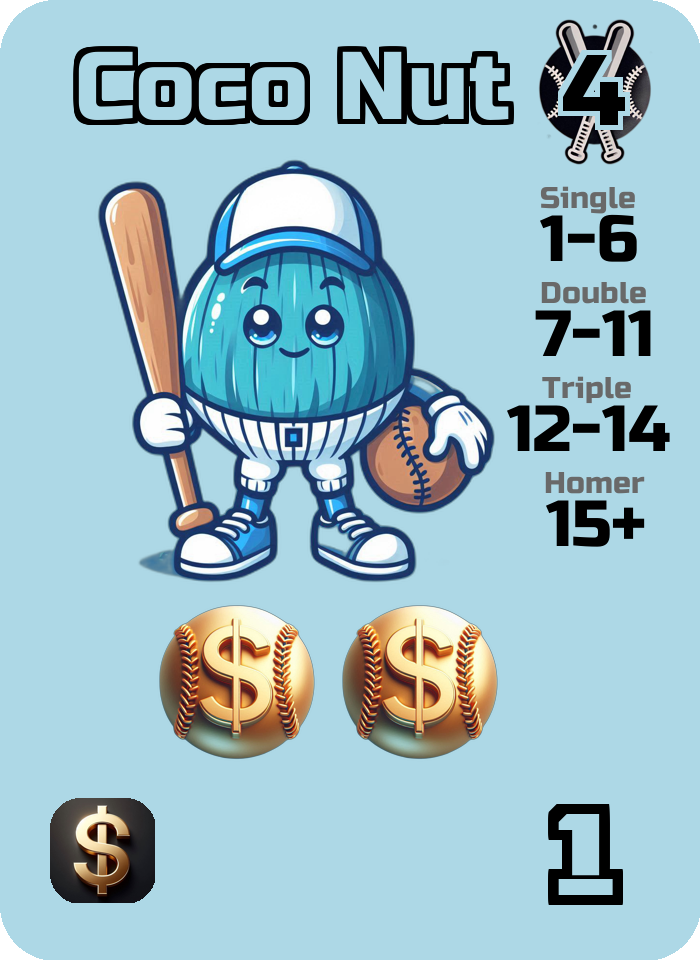 Coco Nut 4
Single
1-6
Double
7-11
Triple
12-14
Homer
15+
$ $
$ 1